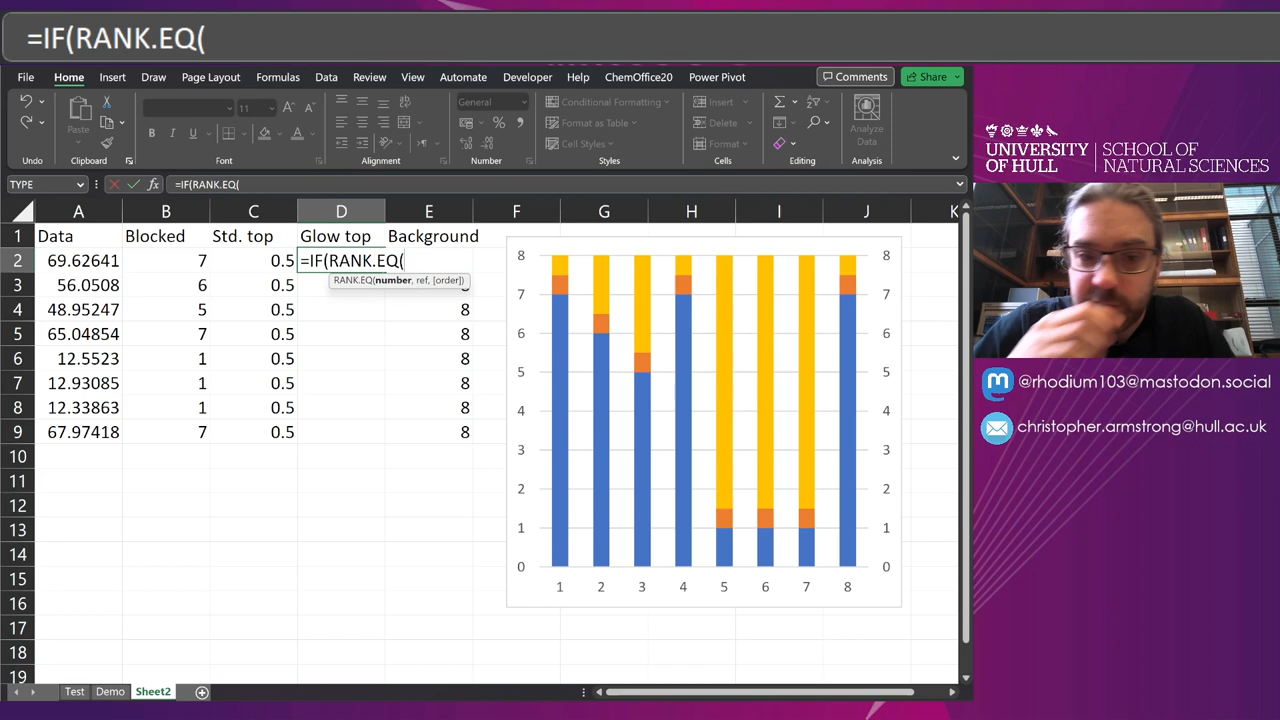 =IF(RANK.EQ(
File Home Insert Draw Page Layout Formulas Data Review View Automate Developer Help ChemOffice20 Power Pivot Comments Share
11 General Conditional Formatting Insert
Paste Format as Table Delete Analyze
B I U Cell Styles Format Data
Undo Clipboard Font Alignment Number Styles Cells Editing Analysis
TYPE fx =IF(RANK.EQ(
A B C D E F G H I J K
1 Data Blocked Std. top Glow top Background
2 69.62641 7 0.5 =IF(RANK.EQ(
RANK.EQ(number, ref, [order])
3 56.0508 6 0.5
4 48.95247 5 0.5 8
5 65.04854 7 0.5 8
6 12.5523 1 0.5 8
7 12.93085 1 0.5 8
8 12.33863 1 0.5 8
9 67.97418 7 0.5 8
10
11
12
13
14
15
16
17
18
19
8 8
7 7
6 6
5 5
4 4
3 3
2 2
1 1
0 0
1 2 3 4 5 6 7 8
Test Demo Sheet2
UNIVERSITY OF HULL
SCHOOL OF NATURAL SCIENCES
@rhodium103@mastodon.social
christopher.armstrong@hull.ac.uk